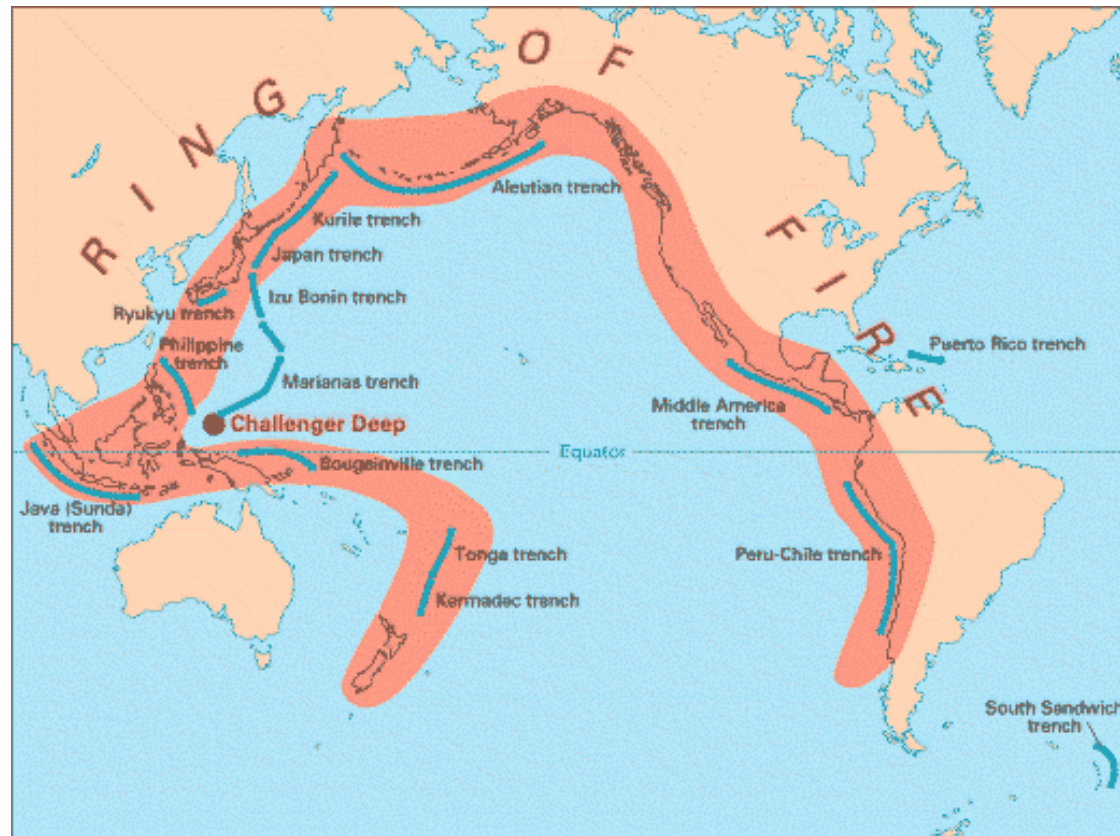 RING OF FIRE
Aleutian trench
Kurile trench
Japan trench
Izu Bonin trench
Ryukyu trench
Philippine
trench
Marianas trench
Challenger Deep
Bougainville trench
Equator
Java (Sunda)
trench
Tonga trench
Kermadec trench
Middle America
trench
Puerto Rico trench
Peru-Chile trench
South Sandwich
trench